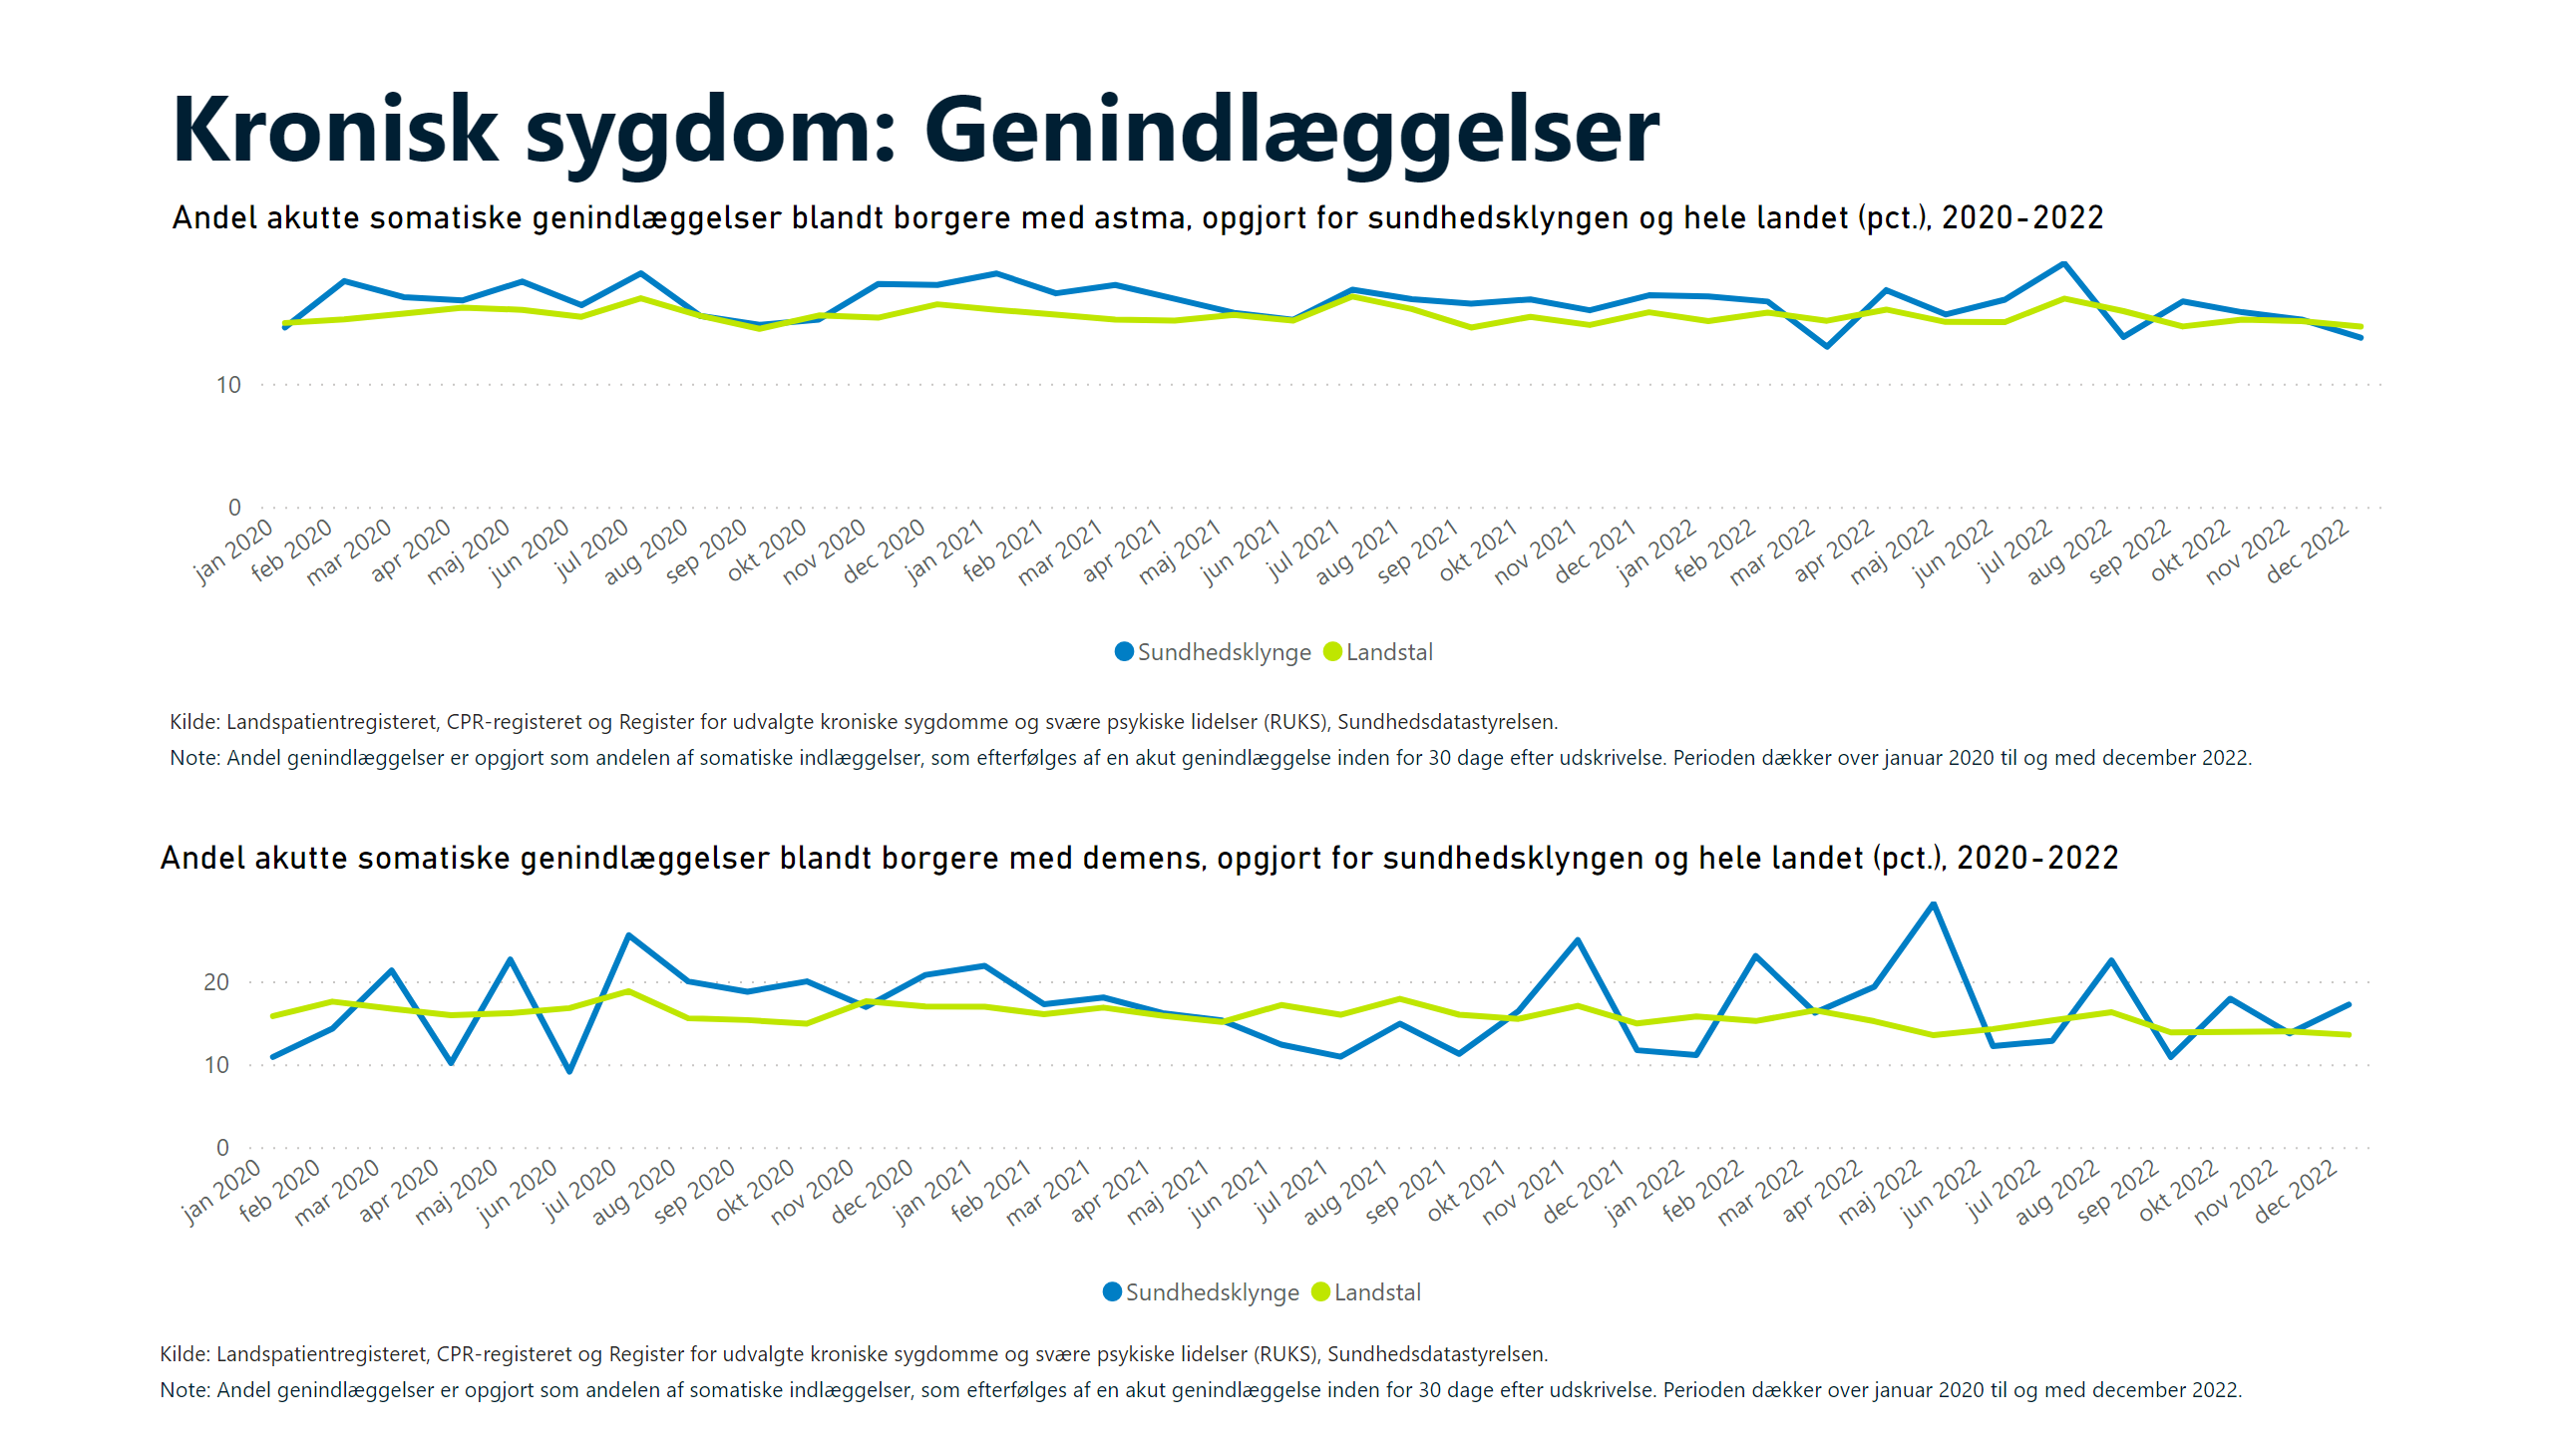 Kronisk sygdom: Genindlæggelser
Andel akutte somatiske genindlæggelser blandt borgere med astma, opgjort for sundhedsklyngen og hele landet (pct.), 2020-2022
10
0
jan 2020
feb 2020
mar 2020
apr 2020
maj 2020
jun 2020
jul 2020
aug 2020
sep 2020
okt 2020
nov 2020
dec 2020
jan 2021
feb 2021
mar 2021
apr 2021
maj 2021
jun 2021
jul 2021
aug 2021
sep 2021
okt 2021
nov 2021
dec 2021
jan 2022
feb 2022
mar 2022
apr 2022
maj 2022
jun 2022
jul 2022
aug 2022
sep 2022
okt 2022
nov 2022
dec 2022
Sundhedsklynge Landstal
Kilde: Landspatientregisteret, CPR-registeret og Register for udvalgte kroniske sygdomme og svære psykiske lidelser (RUKS), Sundhedsdatastyrelsen.
Note: Andel genindlæggelser er opgjort som andelen af somatiske indlæggelser, som efterfølges af en akut genindlæggelse inden for 30 dage efter udskrivelse. Perioden dækker over januar 2020 til og med december 2022.
Andel akutte somatiske genindlæggelser blandt borgere med demens, opgjort for sundhedsklyngen og hele landet (pct.), 2020-2022
20
10
0
jan 2020
feb 2020
mar 2020
apr 2020
maj 2020
jun 2020
jul 2020
aug 2020
sep 2020
okt 2020
nov 2020
dec 2020
jan 2021
feb 2021
mar 2021
apr 2021
maj 2021
jun 2021
jul 2021
aug 2021
sep 2021
okt 2021
nov 2021
dec 2021
jan 2022
feb 2022
mar 2022
apr 2022
maj 2022
jun 2022
jul 2022
aug 2022
sep 2022
okt 2022
nov 2022
dec 2022
Sundhedsklynge Landstal
Kilde: Landspatientregisteret, CPR-registeret og Register for udvalgte kroniske sygdomme og svære psykiske lidelser (RUKS), Sundhedsdatastyrelsen.
Note: Andel genindlæggelser er opgjort som andelen af somatiske indlæggelser, som efterfølges af en akut genindlæggelse inden for 30 dage efter udskrivelse. Perioden dækker over januar 2020 til og med december 2022.